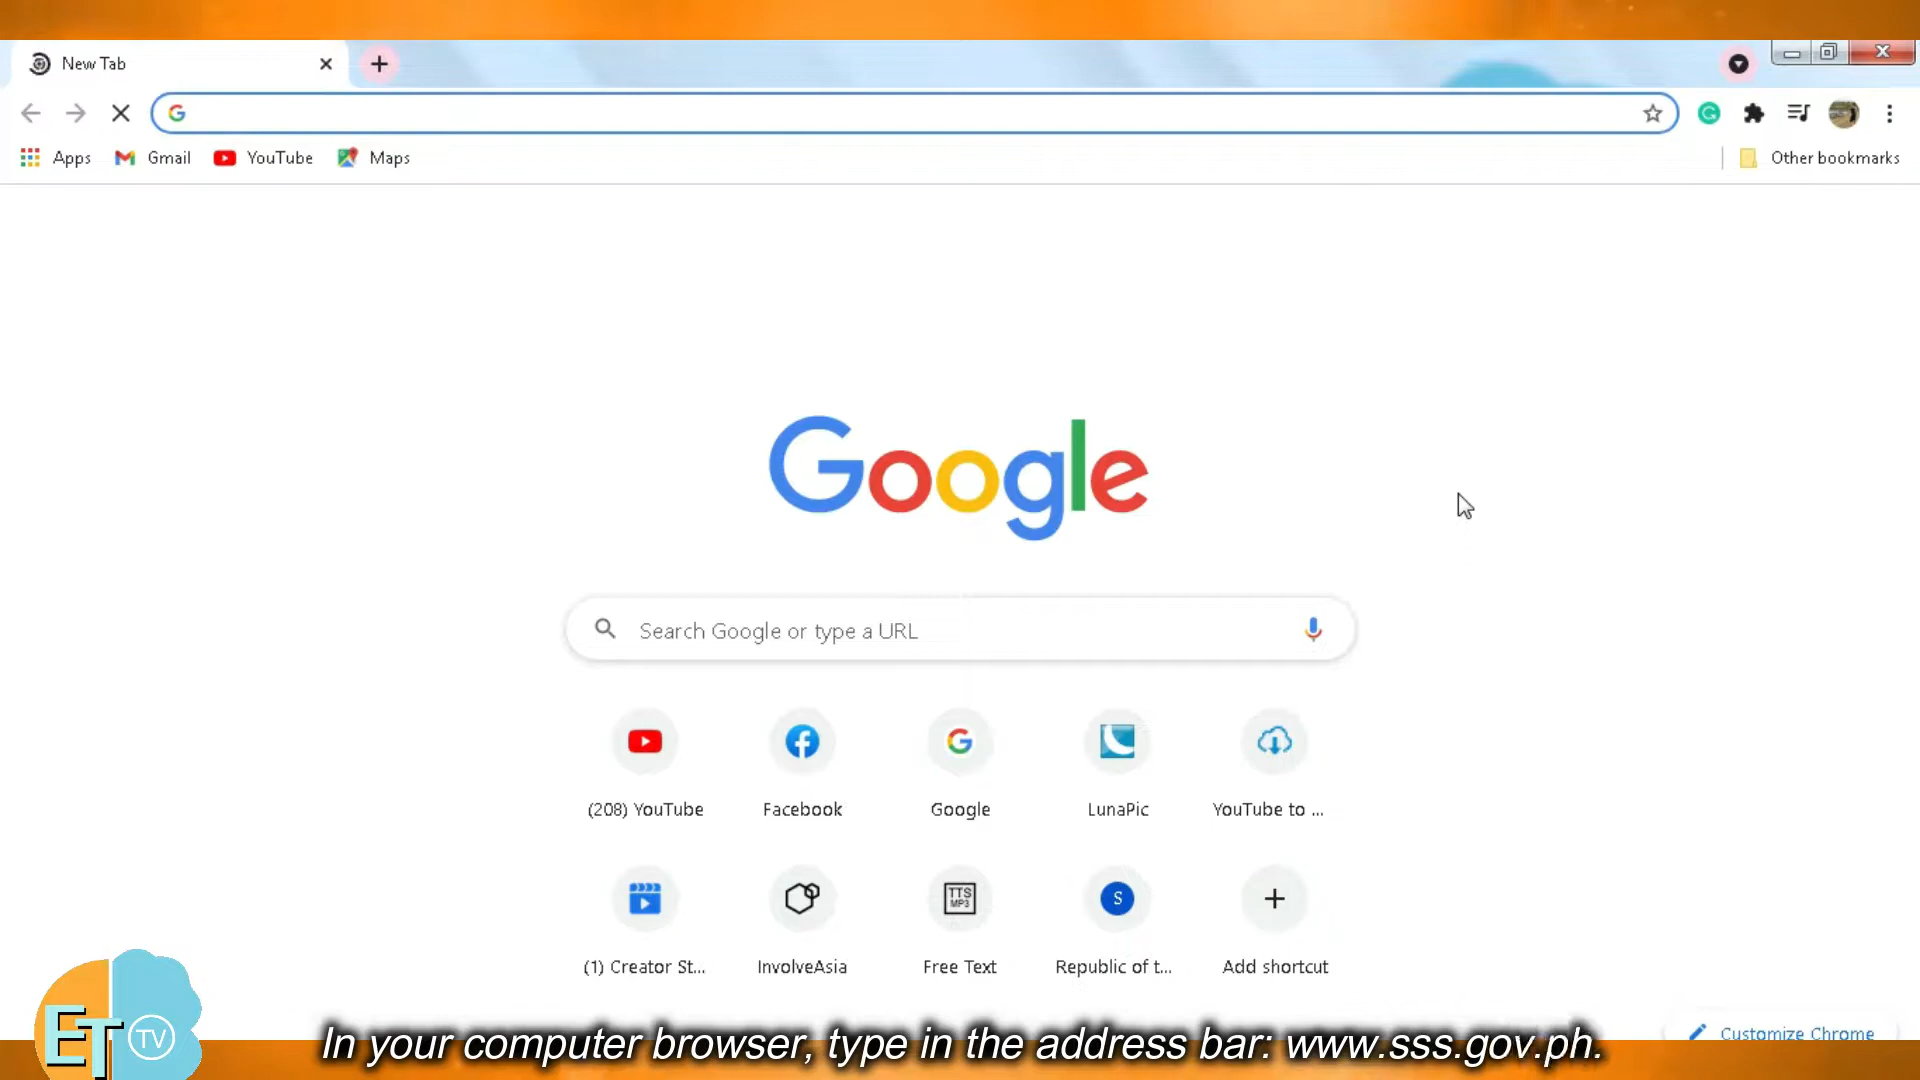 New Tab
Apps Gmail YouTube Maps Other bookmarks
Google
Search Google or type a URL
(208) YouTube Facebook Google LunaPic YouTube to ...
TTS
MP3
S
(1) Creator St... InvolveAsia Free Text Republic of t... Add shortcut
Customize Chrome
ET TV
In your computer browser, type in the address bar: www.sss.gov.ph.